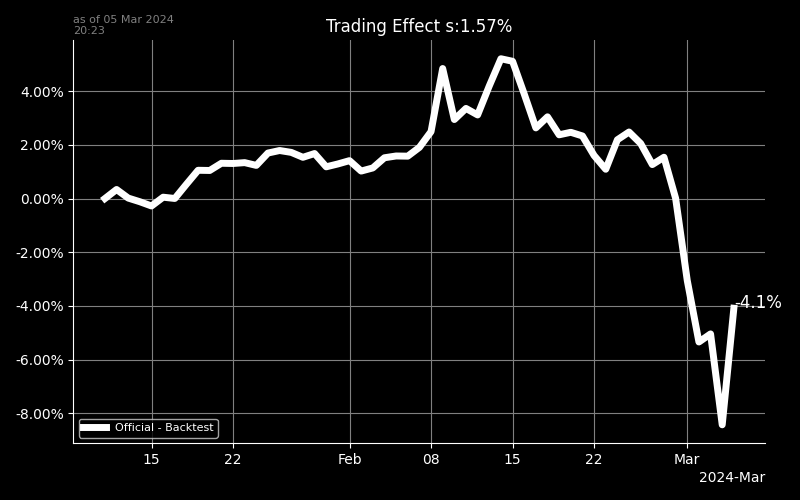 as of 05 Mar 2024
20:23
Trading Effect s:1.57%
4.00%
2.00%
0.00%
-2.00%
-4.00%
-6.00%
-8.00%
-4.1%
Official - Backtest
15
22
Feb
08
15
22
Mar
2024-Mar